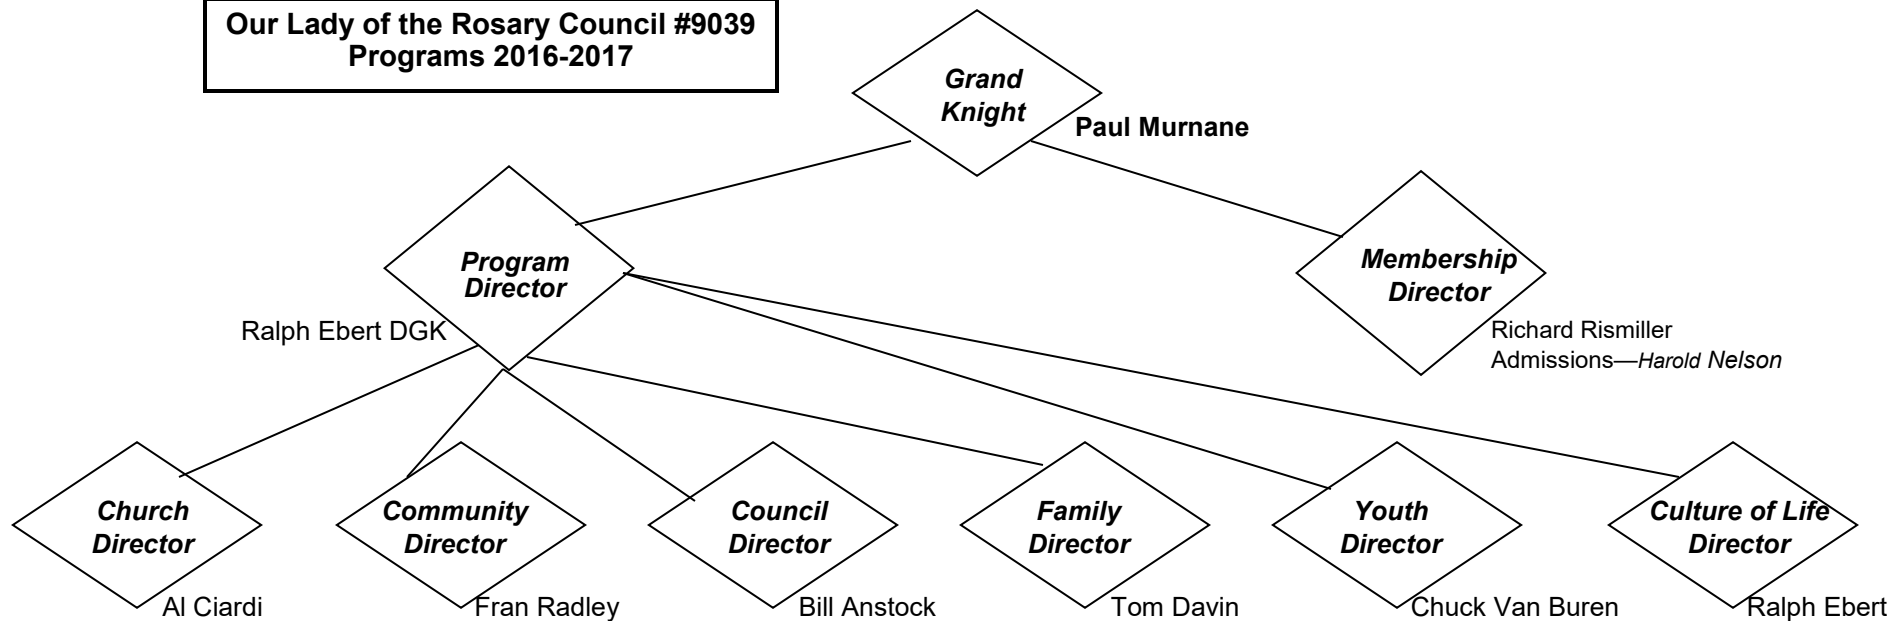 Our Lady of the Rosary Council #9039
Programs 2016-2017
Grand
Knight
Paul Murnane
Program
Director
Ralph Ebert DGK
Membership
Director
Richard Rismiller
Admissions—Harold Nelson
Church
Director
Al Ciardi
Community
Director
Fran Radley
Council
Director
Bill Anstock
Family
Director
Tom Davin
Youth
Director
Chuck Van Buren
Culture of Life
Director
Ralph Ebert